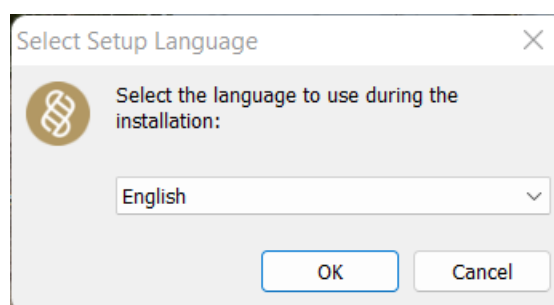 Select Setup Language
Select the language to use during the
installation:
English
OK
Cancel